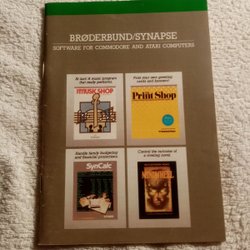 BRØDERBUND/SYNAPSE
SOFTWARE FOR COMMODORE AND ATARI COMPUTERS
At last! A music program
that really performs.
MUSIC SHOP
Print your own greeting
cards and banners!
The Print Shop
Handle family budgeting
and financial projections
SynCalc
Control the outcome of
a riveting novel
MINDWHEEL